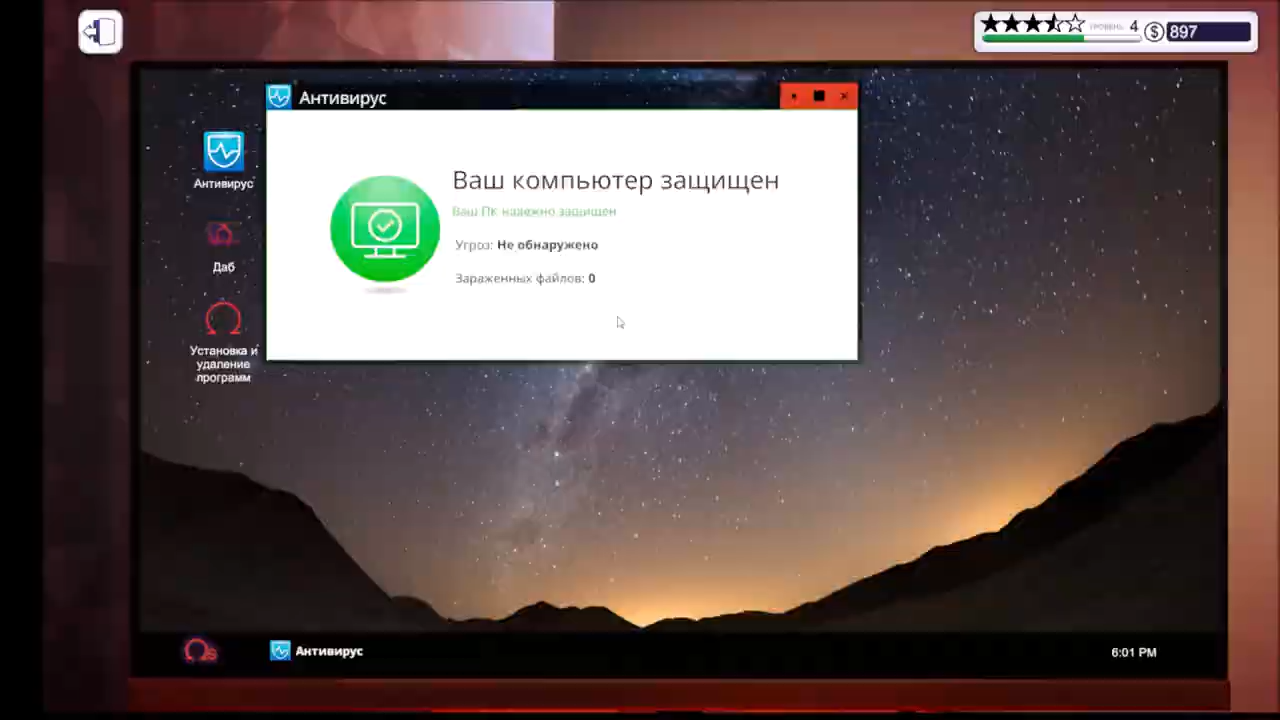 УРОВЕНЬ 4
897
Антивирус
Ваш компьютер защищен
Ваш ПК надежно защищен
Угроз: Не обнаружено
Зараженных файлов: 0
Антивирус
Даб
Установка и
удаление
программ
Антивирус
6:01 PM